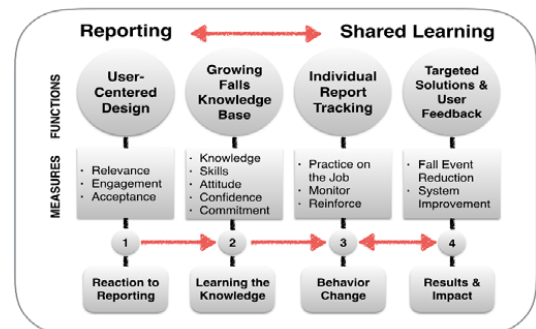 Reporting
Shared Learning
FUNCTIONS
User-
Centered
Design
Growing
Falls
Knowledge
Base
Individual
Report
Tracking
Targeted
Solutions &
User
Feedback
MEASURES
· Relevance
· Engagement
· Acceptance
· Knowledge
· Skills
· Attitude
· Confidence
· Commitment
· Practice on
the Job
· Monitor
· Reinforce
· Fall Event
Reduction
· System
Improvement
1
2
3
4
Reaction to
Reporting
Learning the
Knowledge
Behavior
Change
Results &
Impact